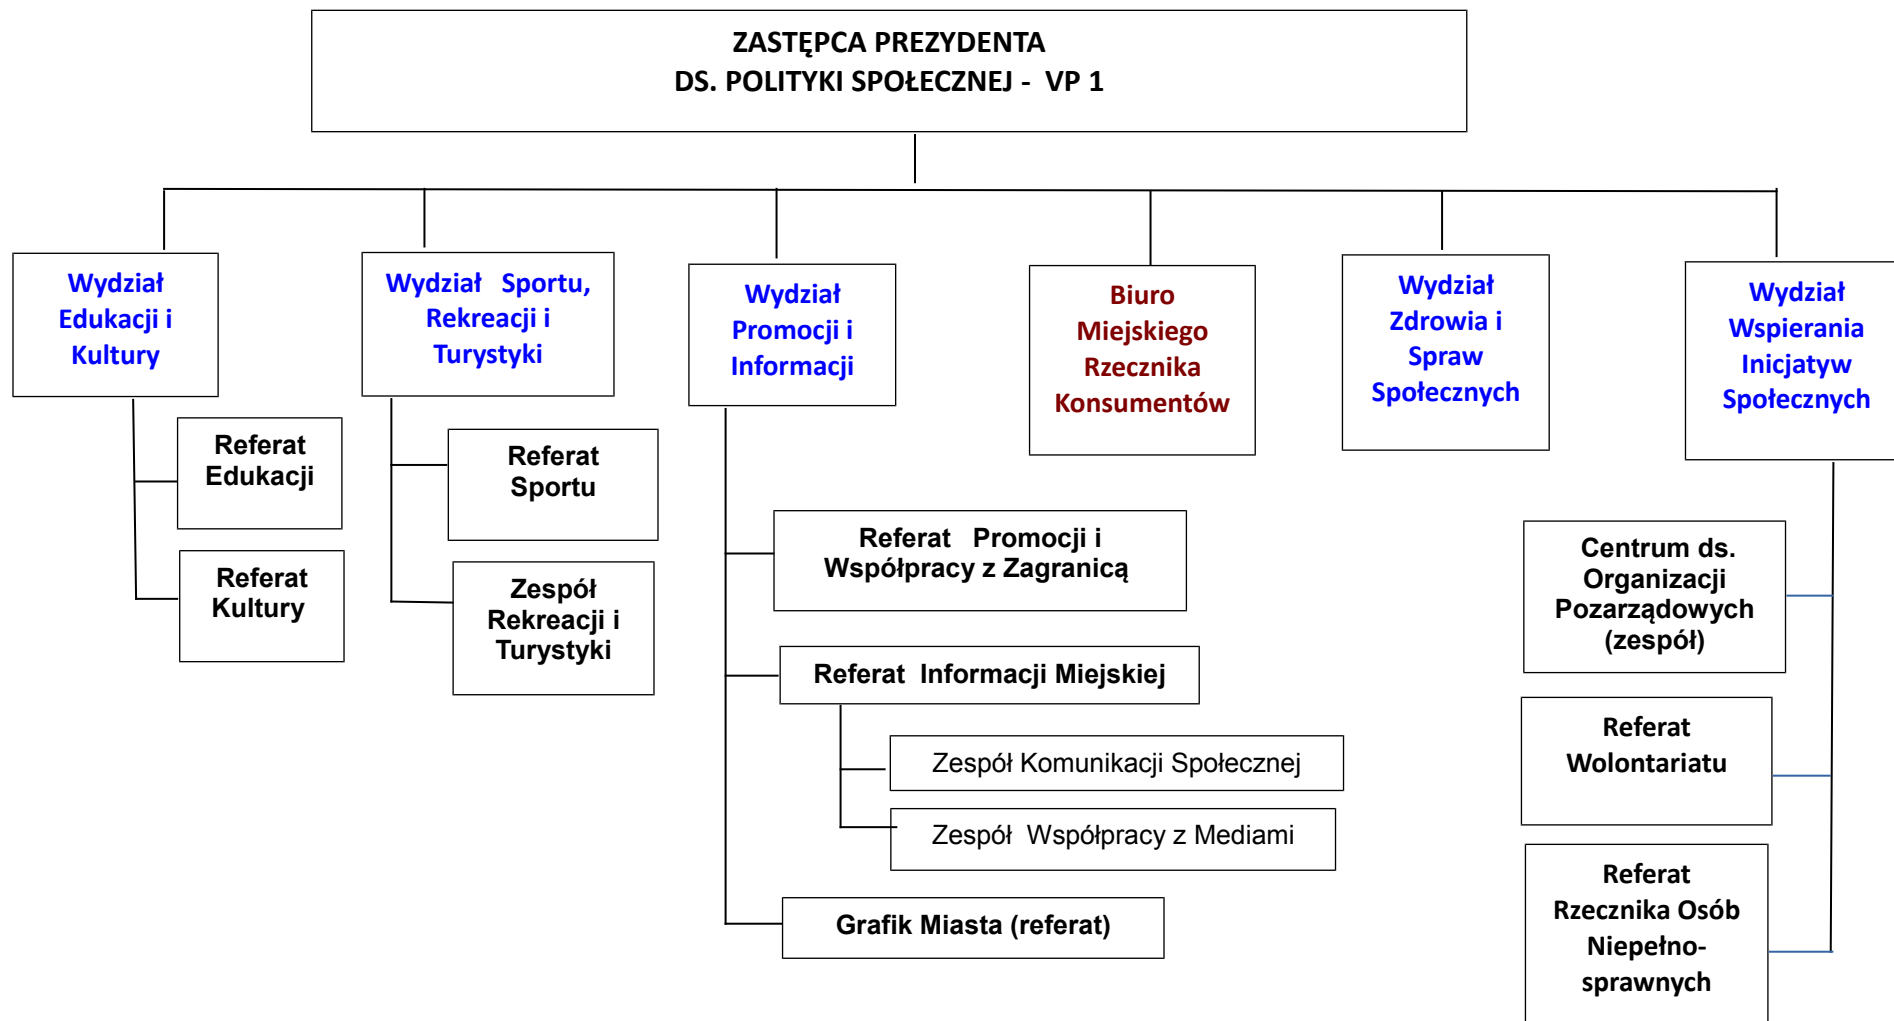 ZASTĘPCA PREZYDENTA
DS. POLITYKI SPOŁECZNEJ - VP 1
Wydział
Edukacji i
Kultury
Wydział Sportu,
Rekreacji i
Turystyki
Wydział
Promocji i
Informacji
Biuro
Miejskiego
Rzecznika
Konsumentów
Wydział
Zdrowia i
Spraw
Społecznych
Wydział
Wspierania
Inicjatyw
Społecznych
Referat
Edukacji
Referat
Kultury
Referat
Sportu
Zespół
Rekreacji i
Turystyki
Referat Promocji i
Współpracy z Zagranicą
Referat Informacji Miejskiej
Zespół Komunikacji Społecznej
Zespół Współpracy z Mediami
Grafik Miasta (referat)
Centrum ds.
Organizacji
Pozarządowych
(zespół)
Referat
Wolontariatu
Referat
Rzecznika Osób
Niepełno-
sprawnych